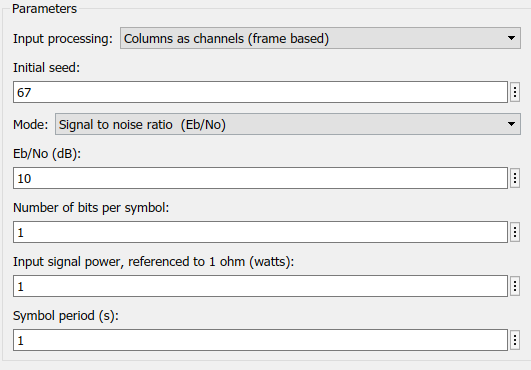 Parameters
Input processing: Columns as channels (frame based)
Initial seed:
67
Mode: Signal to noise ratio (Eb/No)
Eb/No (dB):
10
Number of bits per symbol:
1
Input signal power, referenced to 1 ohm (watts):
1
Symbol period (s):
1